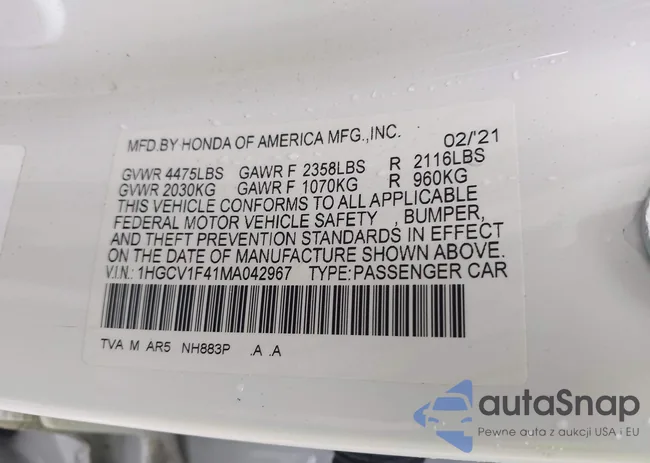 MFD.BY HONDA OF AMERICA MFG.,INC. 02/'21
GVWR 4475LBS GAWR F 2358LBS R 2116LBS
GVWR 2030KG GAWR F 1070KG R 960KG
THIS VEHICLE CONFORMS TO ALL APPLICABLE
FEDERAL MOTOR VEHICLE SAFETY , BUMPER,
AND THEFT PREVENTION STANDARDS IN EFFECT
ON THE DATE OF MANUFACTURE SHOWN ABOVE.
V.I.N.: 1HGCV1F41MA042967 TYPE:PASSENGER CAR
TVA M AR5 NH883P .A .A
autaSnap
Pewne auta z aukcji USA i EU